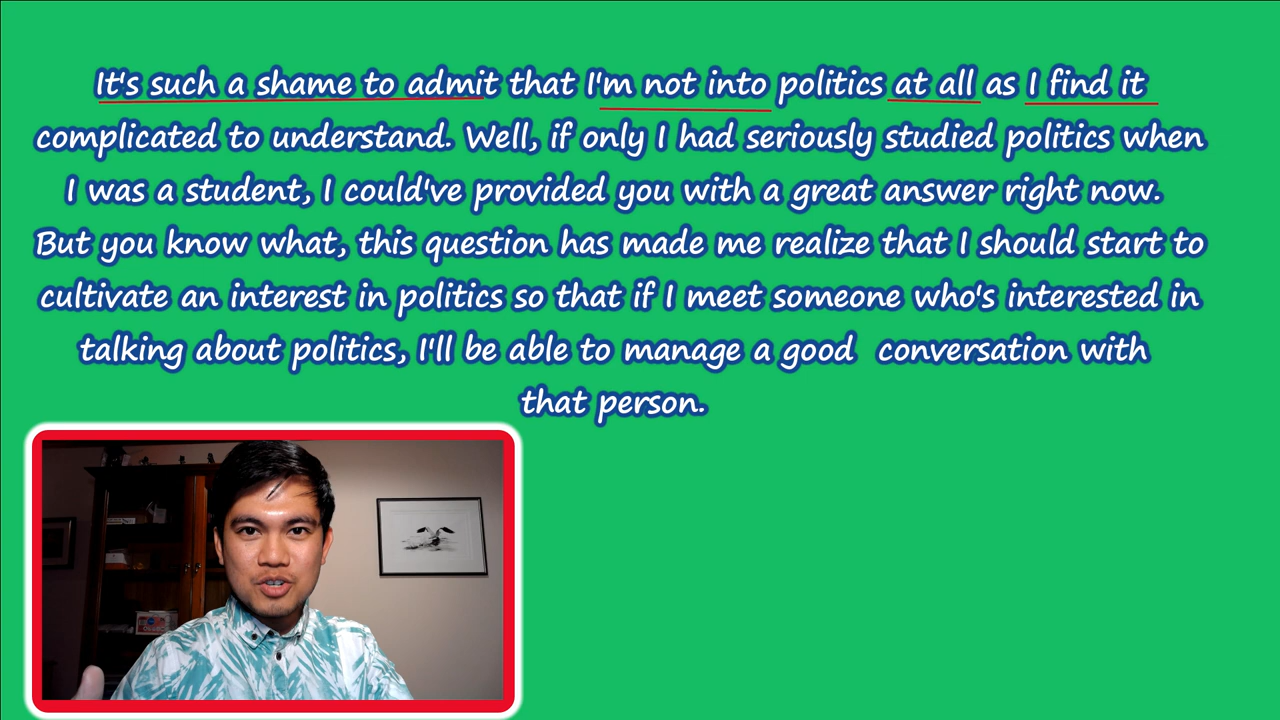 It's such a shame to admit that I'm not into politics at all as I find it
complicated to understand. Well, if only I had seriously studied politics when
I was a student, I could've provided you with a great answer right now.
But you know what, this question has made me realize that I should start to
cultivate an interest in politics so that if I meet someone who's interested in
talking about politics, I'll be able to manage a good conversation with
that person.